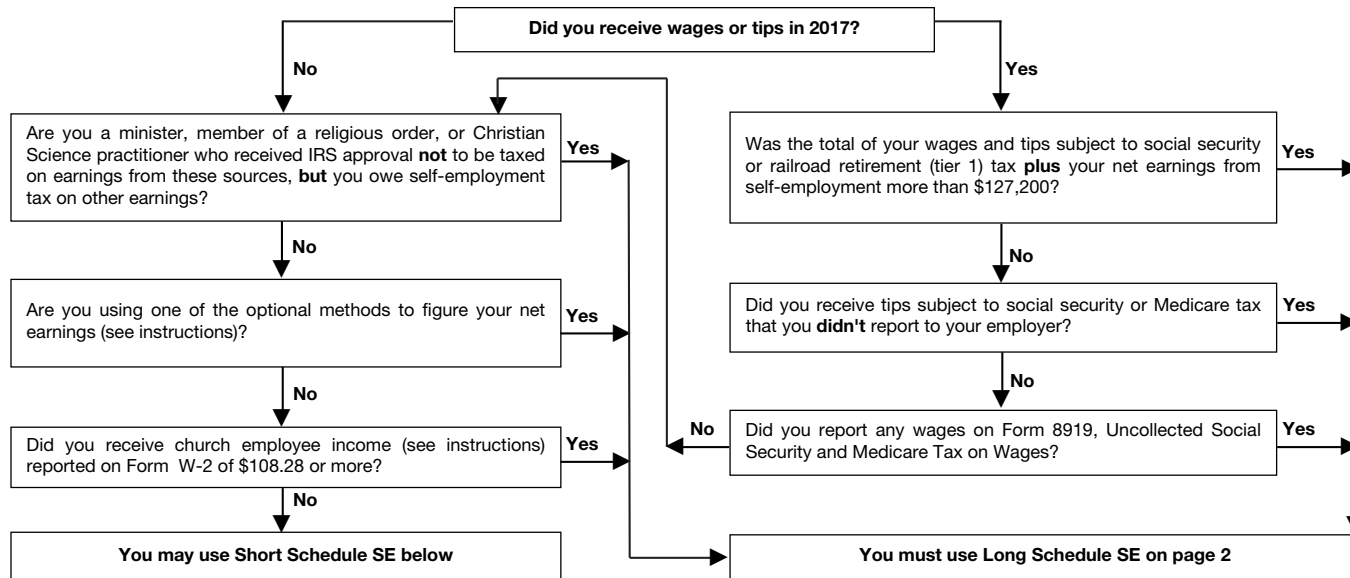 Did you receive wages or tips in 2017?
No
Yes
Are you a minister, member of a religious order, or Christian
Science practitioner who received IRS approval not to be taxed
on earnings from these sources, but you owe self-employment
tax on other earnings?
Yes
Was the total of your wages and tips subject to social security
or railroad retirement (tier 1) tax plus your net earnings from
self-employment more than $127,200?
Yes
No
No
Are you using one of the optional methods to figure your net
earnings (see instructions)?
Yes
Did you receive tips subject to social security or Medicare tax
that you didn't report to your employer?
Yes
No
No
Did you receive church employee income (see instructions)
reported on Form W-2 of $108.28 or more?
Yes
No
Did you report any wages on Form 8919, Uncollected Social
Security and Medicare Tax on Wages?
Yes
No
You may use Short Schedule SE below
You must use Long Schedule SE on page 2